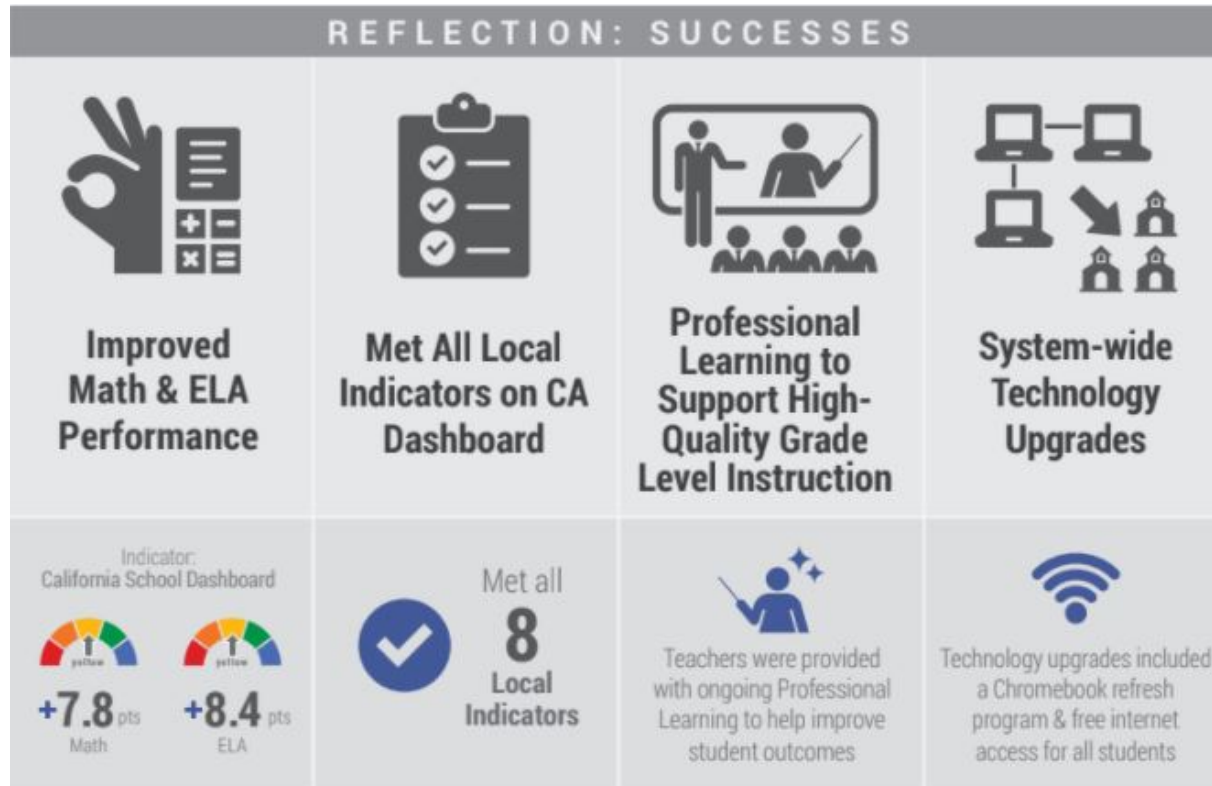 REFLECTION: SUCCESSES
Improved
Math & ELA
Performance
Met All Local
Indicators on CA
Dashboard
Professional
Learning to
Support High-
Quality Grade
Level Instruction
System-wide
Technology
Upgrades
Indicator:
California School Dashboard
yellow
+7.8 pts
Math
yellow
+8.4 pts
ELA
Met all
8
Local
Indicators
Teachers were provided
with ongoing Professional
Learning to help improve
student outcomes
Technology upgrades included
a Chromebook refresh
program & free internet
access for all students